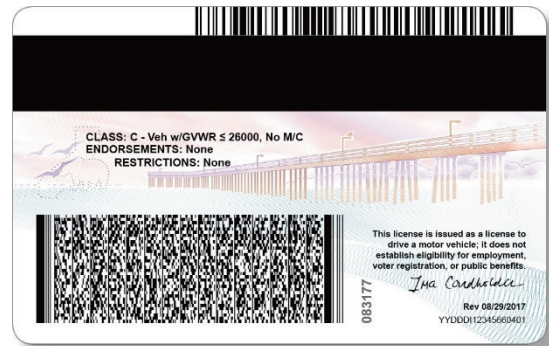 CLASS: C - Veh w/GVWR ≤ 26000, No M/C
ENDORSEMENTS: None
RESTRICTIONS: None
This license is issued as a license to
drive a motor vehicle; it does not
establish eligibility for employment,
voter registration, or public benefits.
Ima Cardholder
083177
Rev 08/29/2017
YYDDDI12345660401